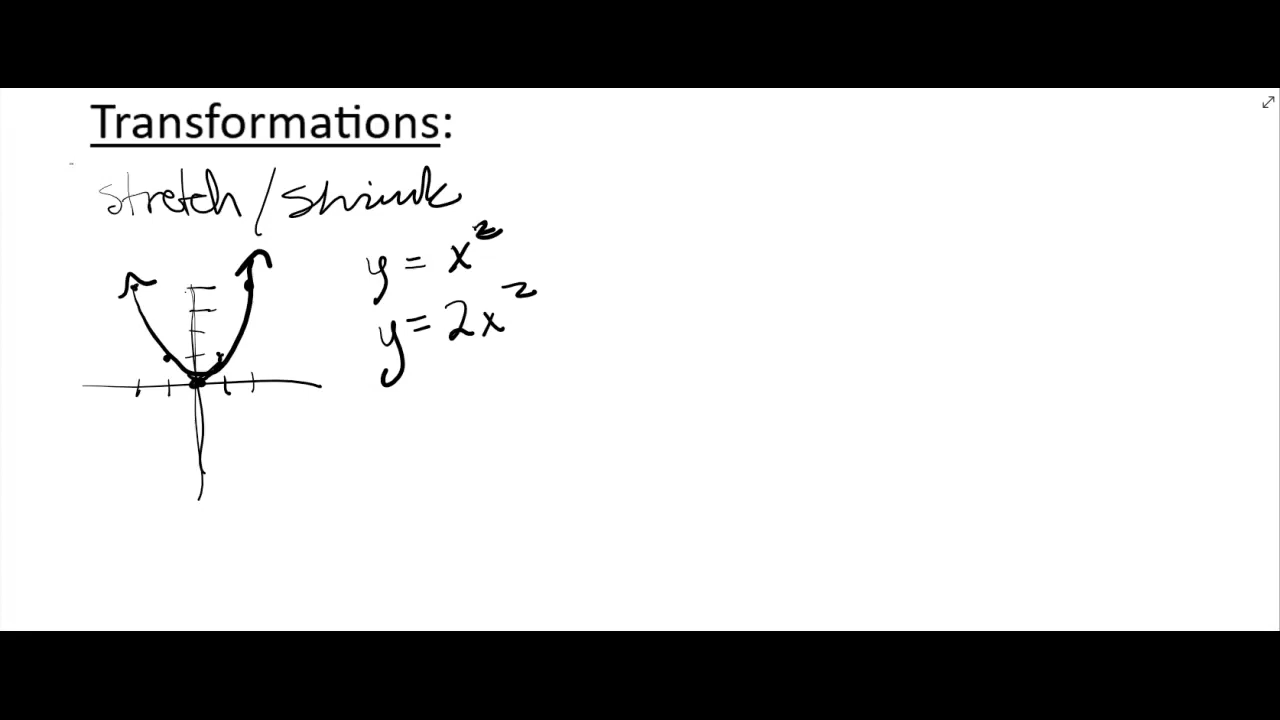 Transformations:
stretch / shrink
y = x²
y = 2x²